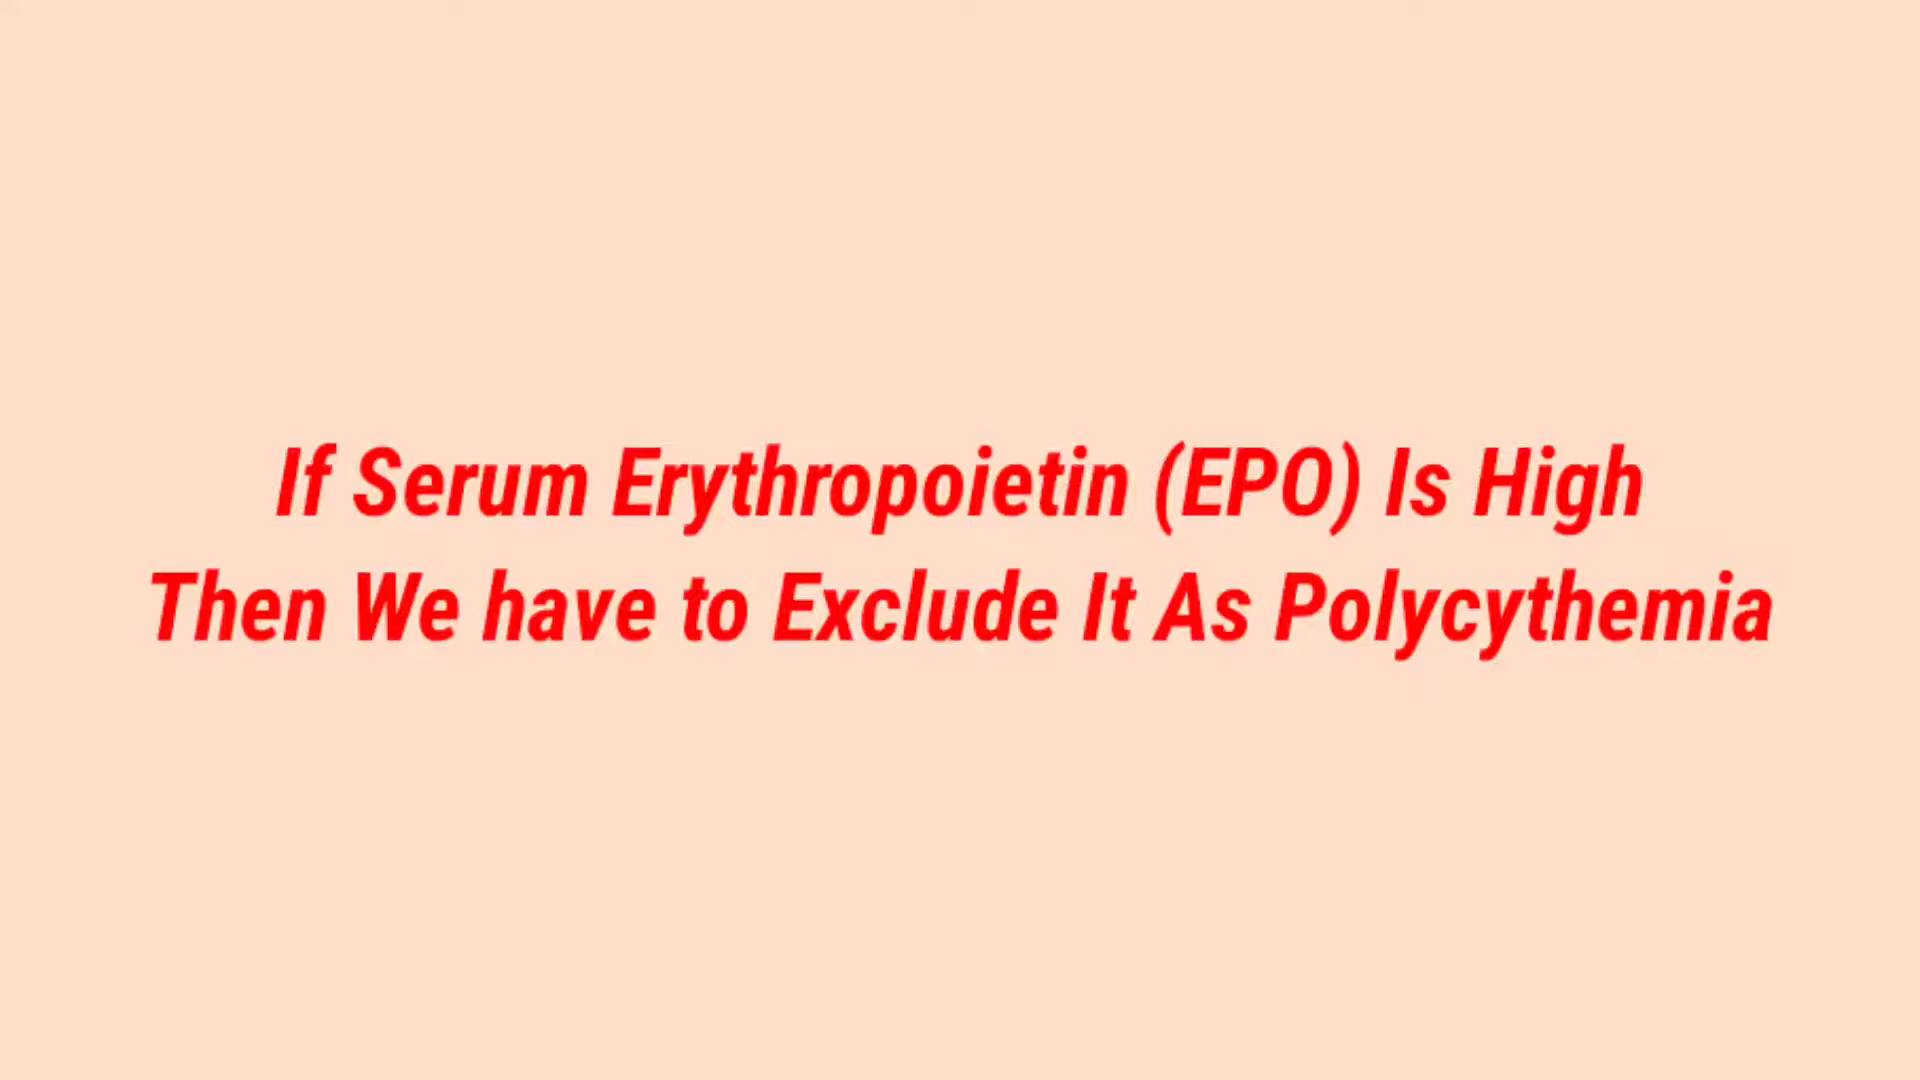 If Serum Erythropoietin (EPO) Is High
Then We have to Exclude It As Polycythemia